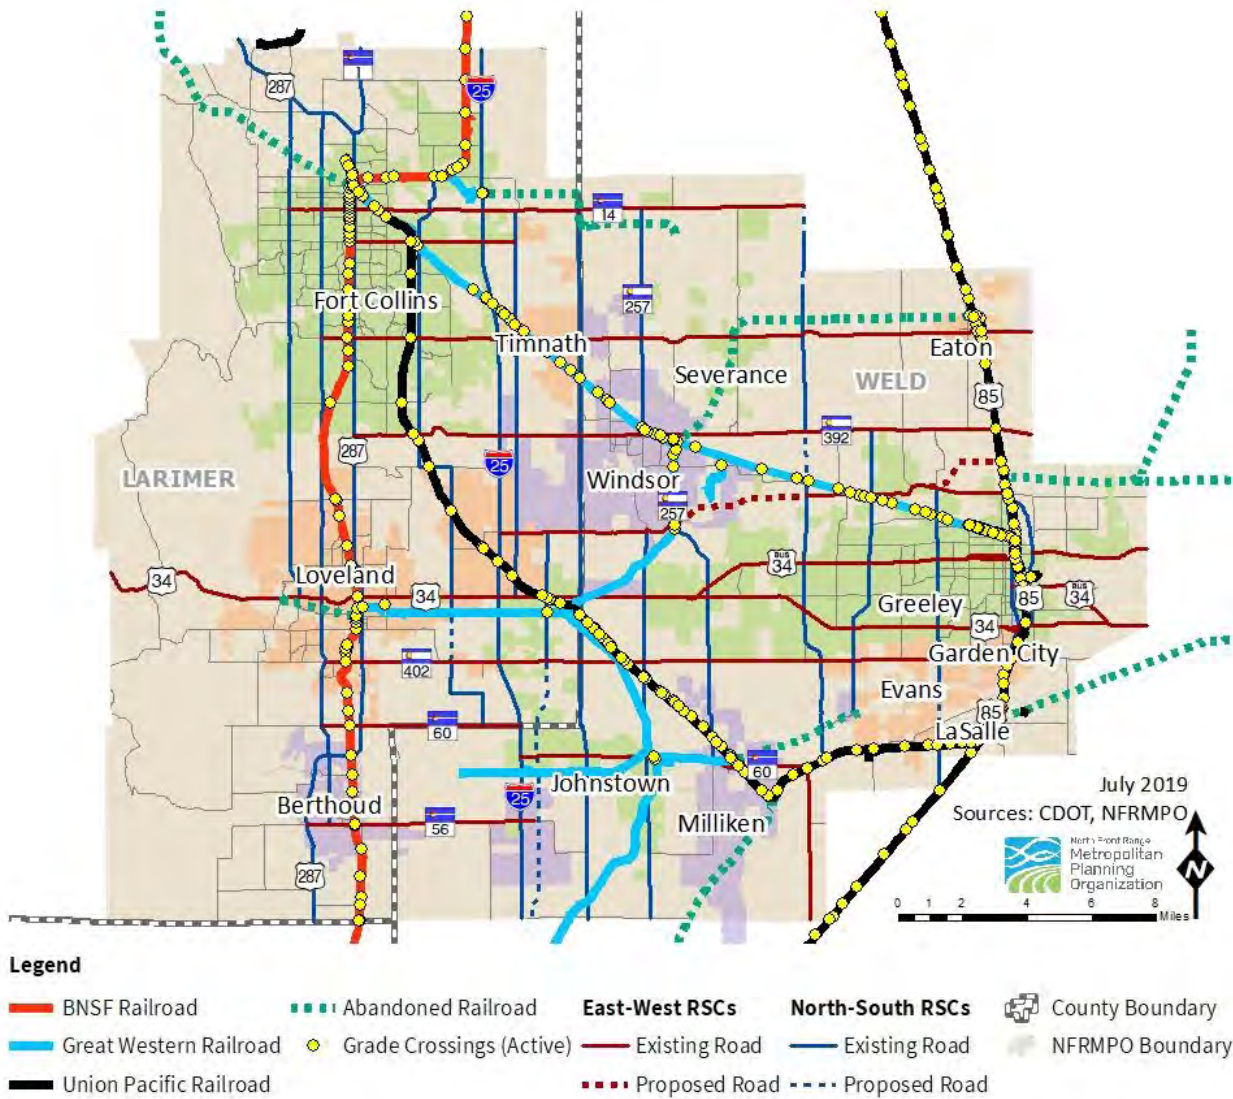 287
1
25
14
Fort Collins
257
Timnath
Eaton
Severance
WELD
85
392
287
25
LARIMER
Windsor
257
34
Loveland
34
BUS
34
Greeley
85
BUS
34
34
Garden City
402
Evans
85
60
LaSalle
60
Johnstown
25
Berthoud
56
Milliken
287
July 2019
Sources: CDOT, NFRMPO
North Front Range
Metropolitan
Planning
Organization
N
0 1 2 4 6 8
Miles
Legend
BNSF Railroad
Abandoned Railroad
East-West RSCs
North-South RSCs
County Boundary
Great Western Railroad
Grade Crossings (Active)
Existing Road
Existing Road
NFRMPO Boundary
Union Pacific Railroad
Proposed Road
Proposed Road